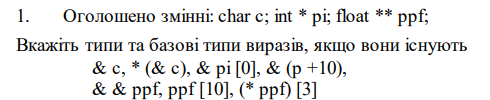 1. Оголошено змінні: char c; int * pi; float ** ppf;
Вкажіть типи та базові типи виразів, якщо вони існують
& c, * (& c), & pi [0], & (p +10),
& & ppf, ppf [10], (* ppf) [3]